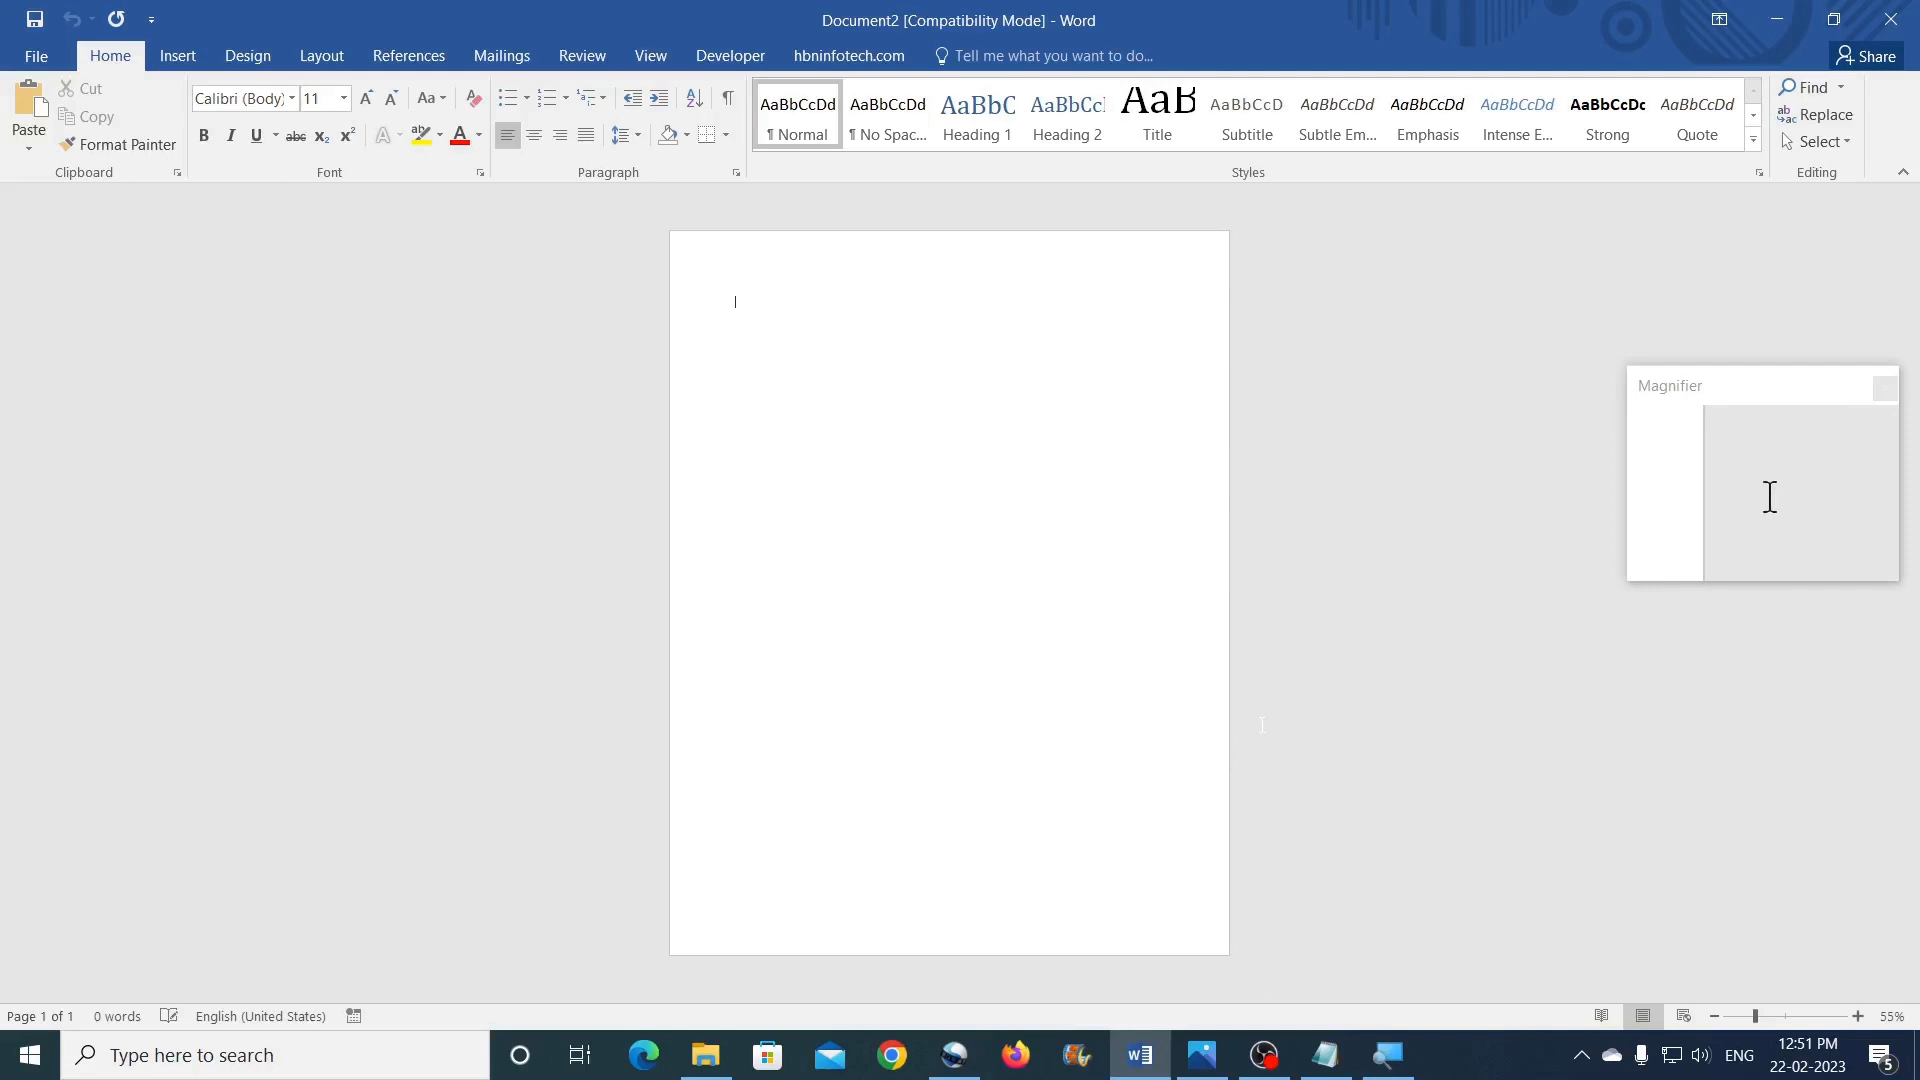 Document2 [Compatibility Mode] - Word
File Home Insert Design Layout References Mailings Review View Developer hbninfotech.com Tell me what you want to do... Share
Paste
Cut
Copy
Format Painter
Clipboard
Calibri (Body) 11
Aa
B I U abc X₂ X² A ab A
Font
Paragraph
AaBbCcDd AaBbCcDd AaBbC AaBbCc AaB AaBbCcD AaBbCcDd AaBbCcDd AaBbCcDd AaBbCcDc AaBbCcDd
¶ Normal ¶ No Spac... Heading 1 Heading 2 Title Subtitle Subtle Em... Emphasis Intense E... Strong Quote
Styles
Find
Replace
Select
Editing
Magnifier
Page 1 of 1 0 words English (United States) 55%
Type here to search
ENG
12:51 PM
22-02-2023
5